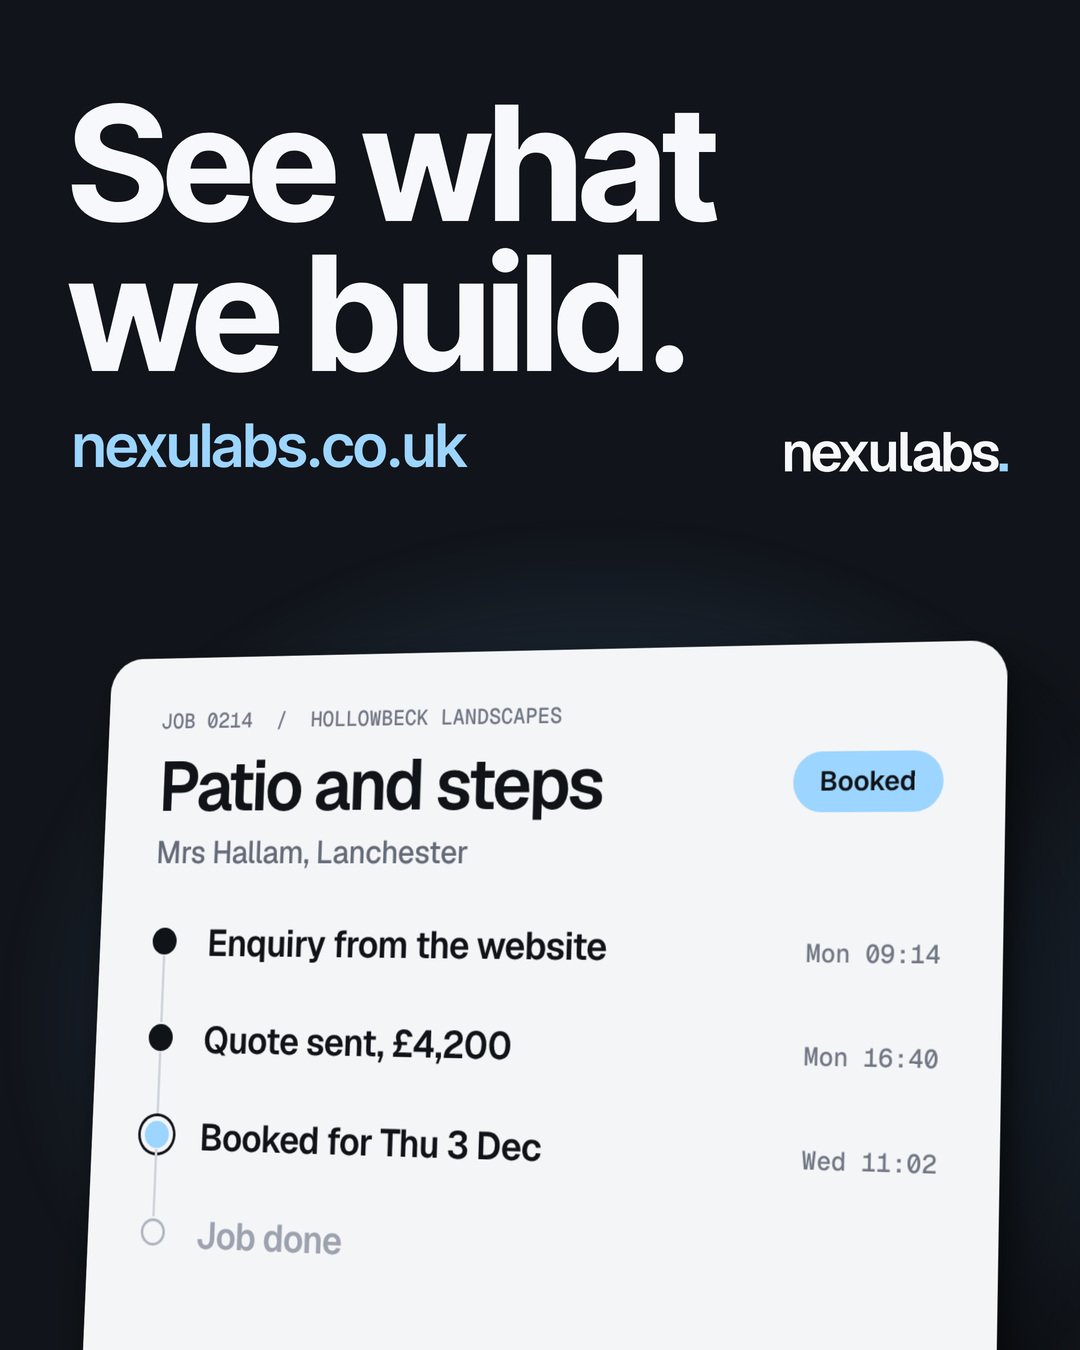 See what
we build.
nexulabs.co.uk
nexulabs.
JOB 0214 / HOLLOWBECK LANDSCAPES
Patio and steps
Booked
Mrs Hallam, Lanchester
Enquiry from the website
Mon 09:14
Quote sent, £4,200
Mon 16:40
Booked for Thu 3 Dec
Wed 11:02
Job done